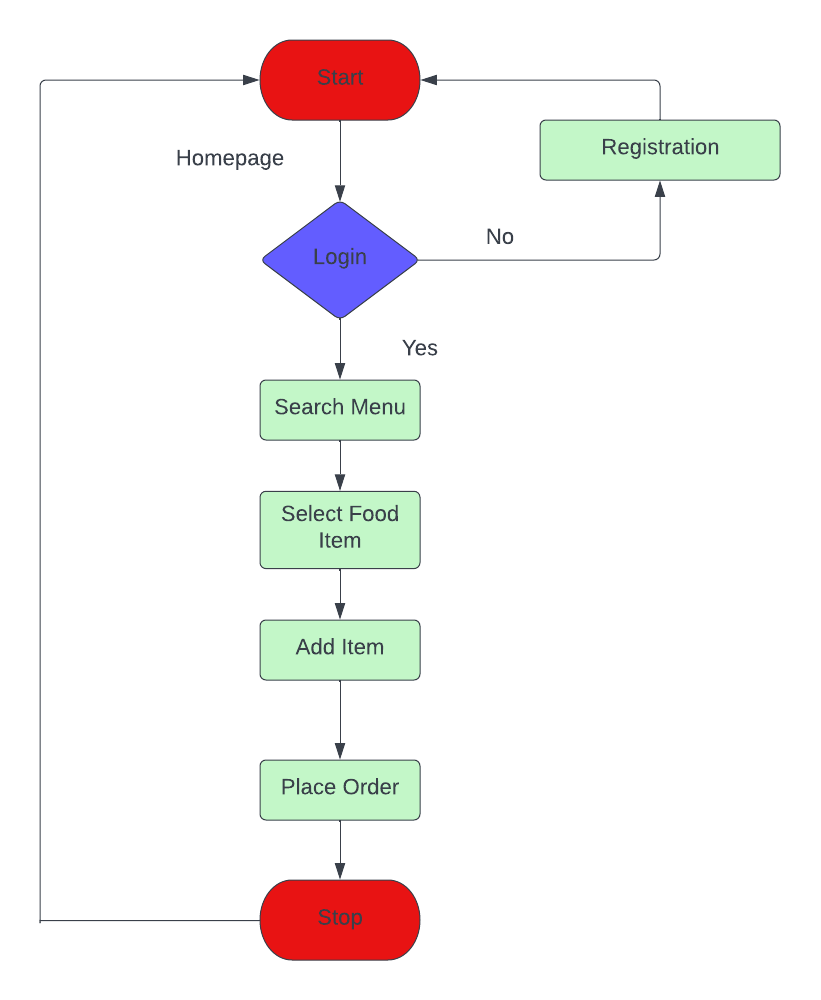 Start
Homepage
Registration
Login
No
Yes
Search Menu
Select Food
Item
Add Item
Place Order
Stop